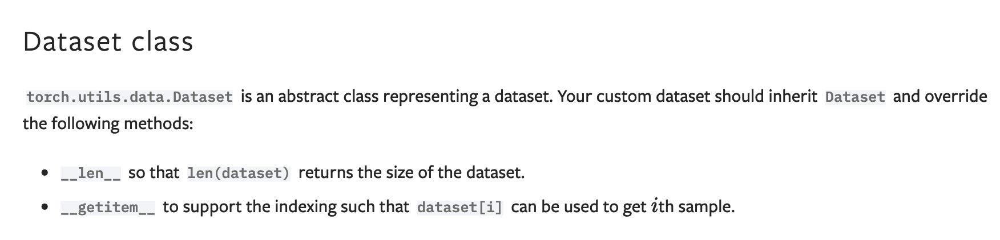 Dataset class
torch.utils.data.Dataset is an abstract class representing a dataset. Your custom dataset should inherit Dataset and override
the following methods:
• __len__ so that len(dataset) returns the size of the dataset.
• __getitem__ to support the indexing such that dataset[i] can be used to get ith sample.